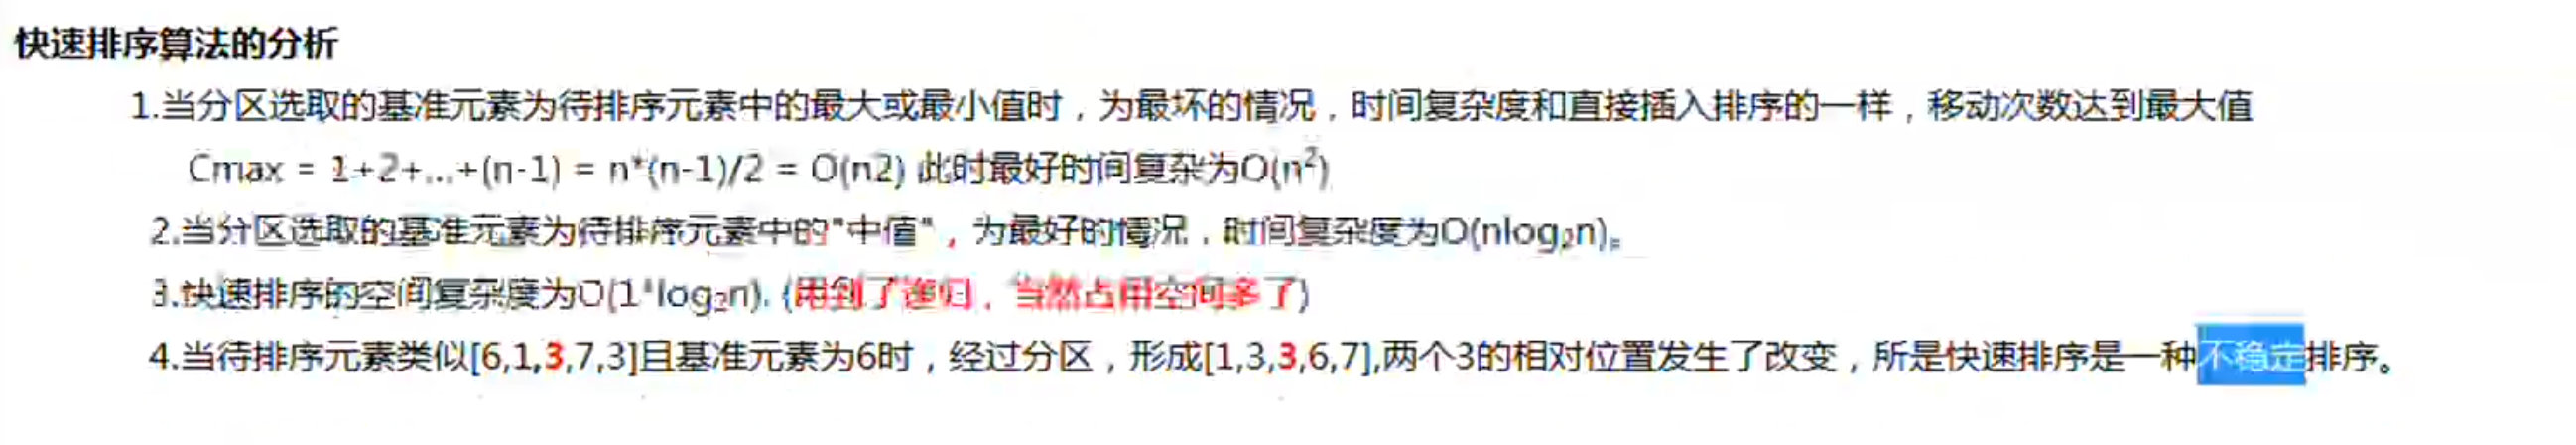 快速排序算法的分析
1.当分区选取的基准元素为待排序元素中的最大或最小值时，为最坏的情况，时间复杂度和直接插入排序的一样，移动次数达到最大值
Cmax = 1+2+...+(n-1) = n*(n-1)/2 = O(n2) 此时最好时间复杂为O(n²)
2.当分区选取的基准元素为待排序元素中的"中值"，为最好的情况，时间复杂度为O(nlog₂n)。
3.快速排序的空间复杂度为O(1*log₂n). (用到了递归，当然占用空间多了)
4.当待排序元素类似[6,1,3,7,3]且基准元素为6时，经过分区，形成[1,3,3,6,7],两个3的相对位置发生了改变，所是快速排序是一种不稳定排序。